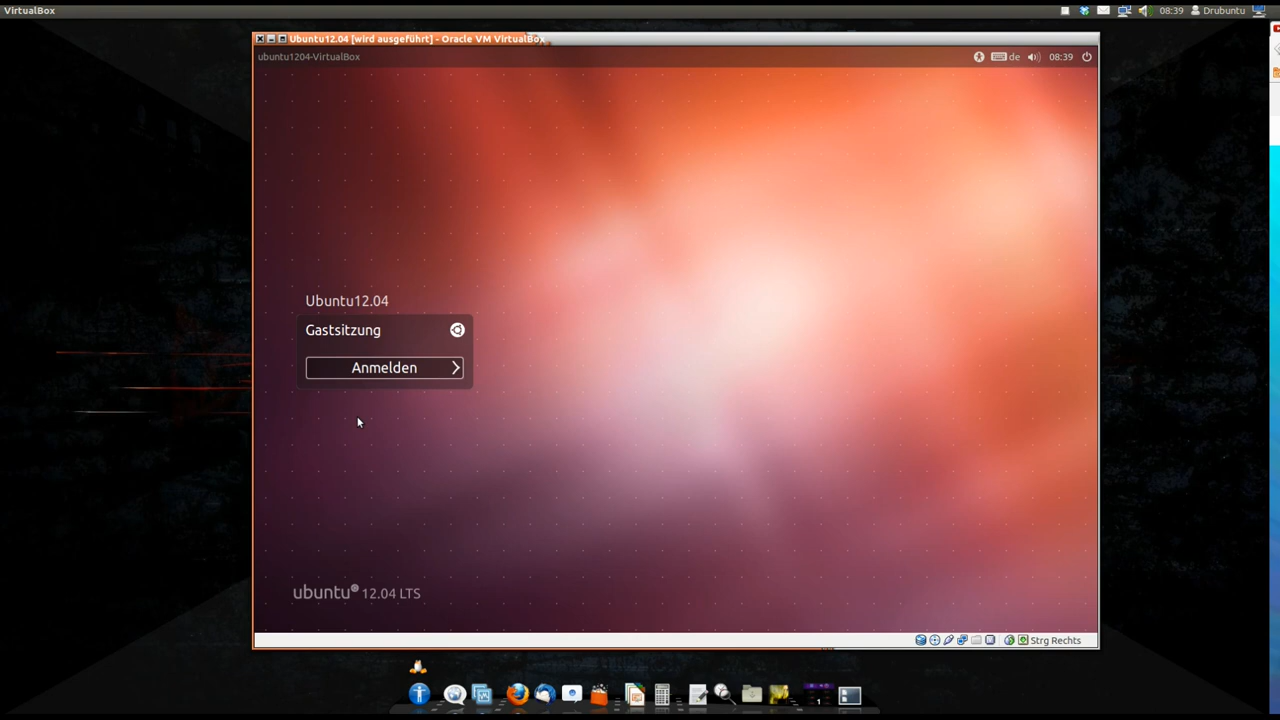 VirtualBox
08:39
Drubuntu
Ubuntu12.04 [wird ausgeführt] - Oracle VM VirtualBox
ubuntu1204-VirtualBox
de
08:39
Ubuntu12.04
Gastsitzung
Anmelden
ubuntu® 12.04 LTS
Strg Rechts
1